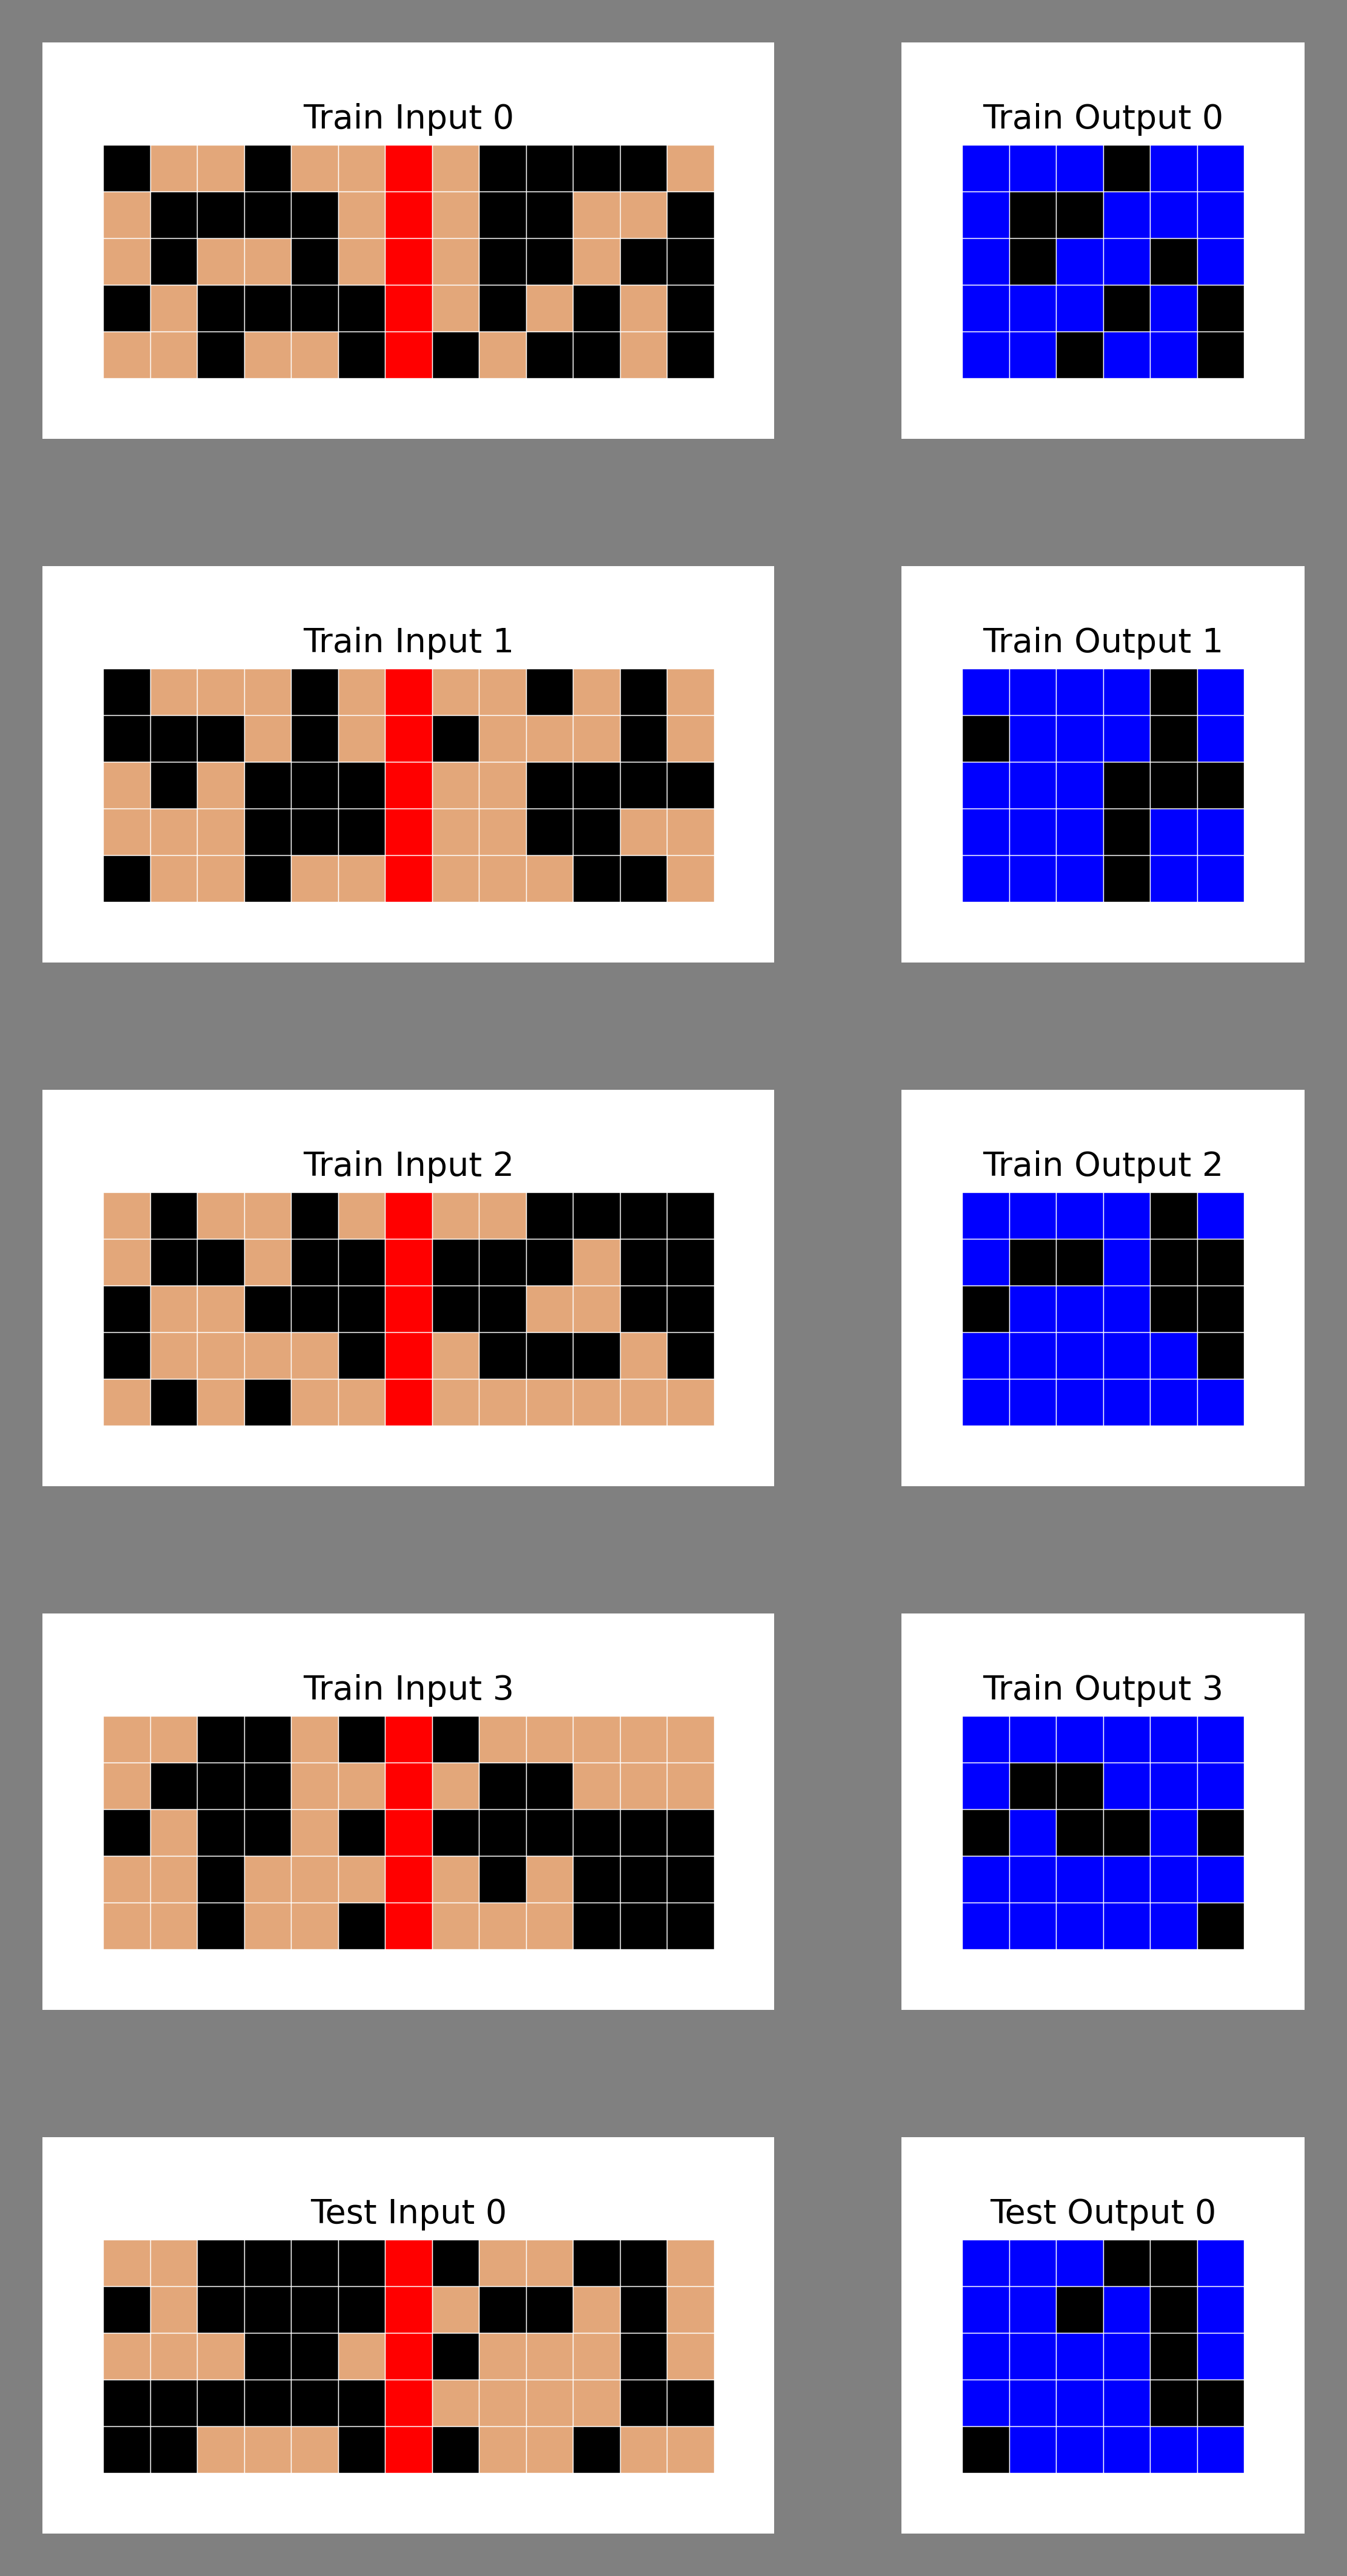 Train Input 0
Train Output 0
Train Input 1
Train Output 1
Train Input 2
Train Output 2
Train Input 3
Train Output 3
Test Input 0
Test Output 0